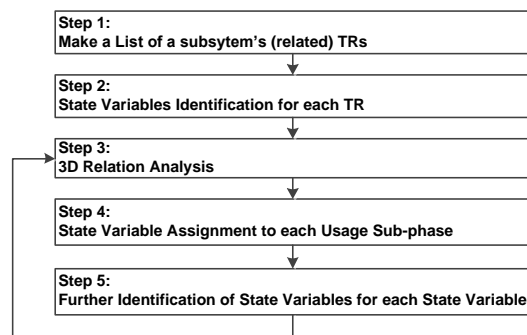 Step 1:
Make a List of a subsytem's (related) TRs
Step 2:
State Variables Identification for each TR
Step 3:
3D Relation Analysis
Step 4:
State Variable Assignment to each Usage Sub-phase
Step 5:
Further Identification of State Variables for each State Variable